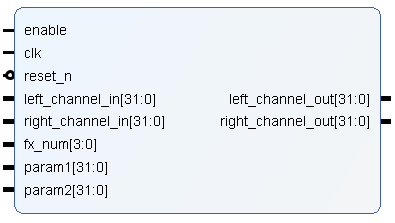 enable
clk
reset_n
left_channel_in[31:0] left_channel_out[31:0]
right_channel_in[31:0] right_channel_out[31:0]
fx_num[3:0]
param1[31:0]
param2[31:0]